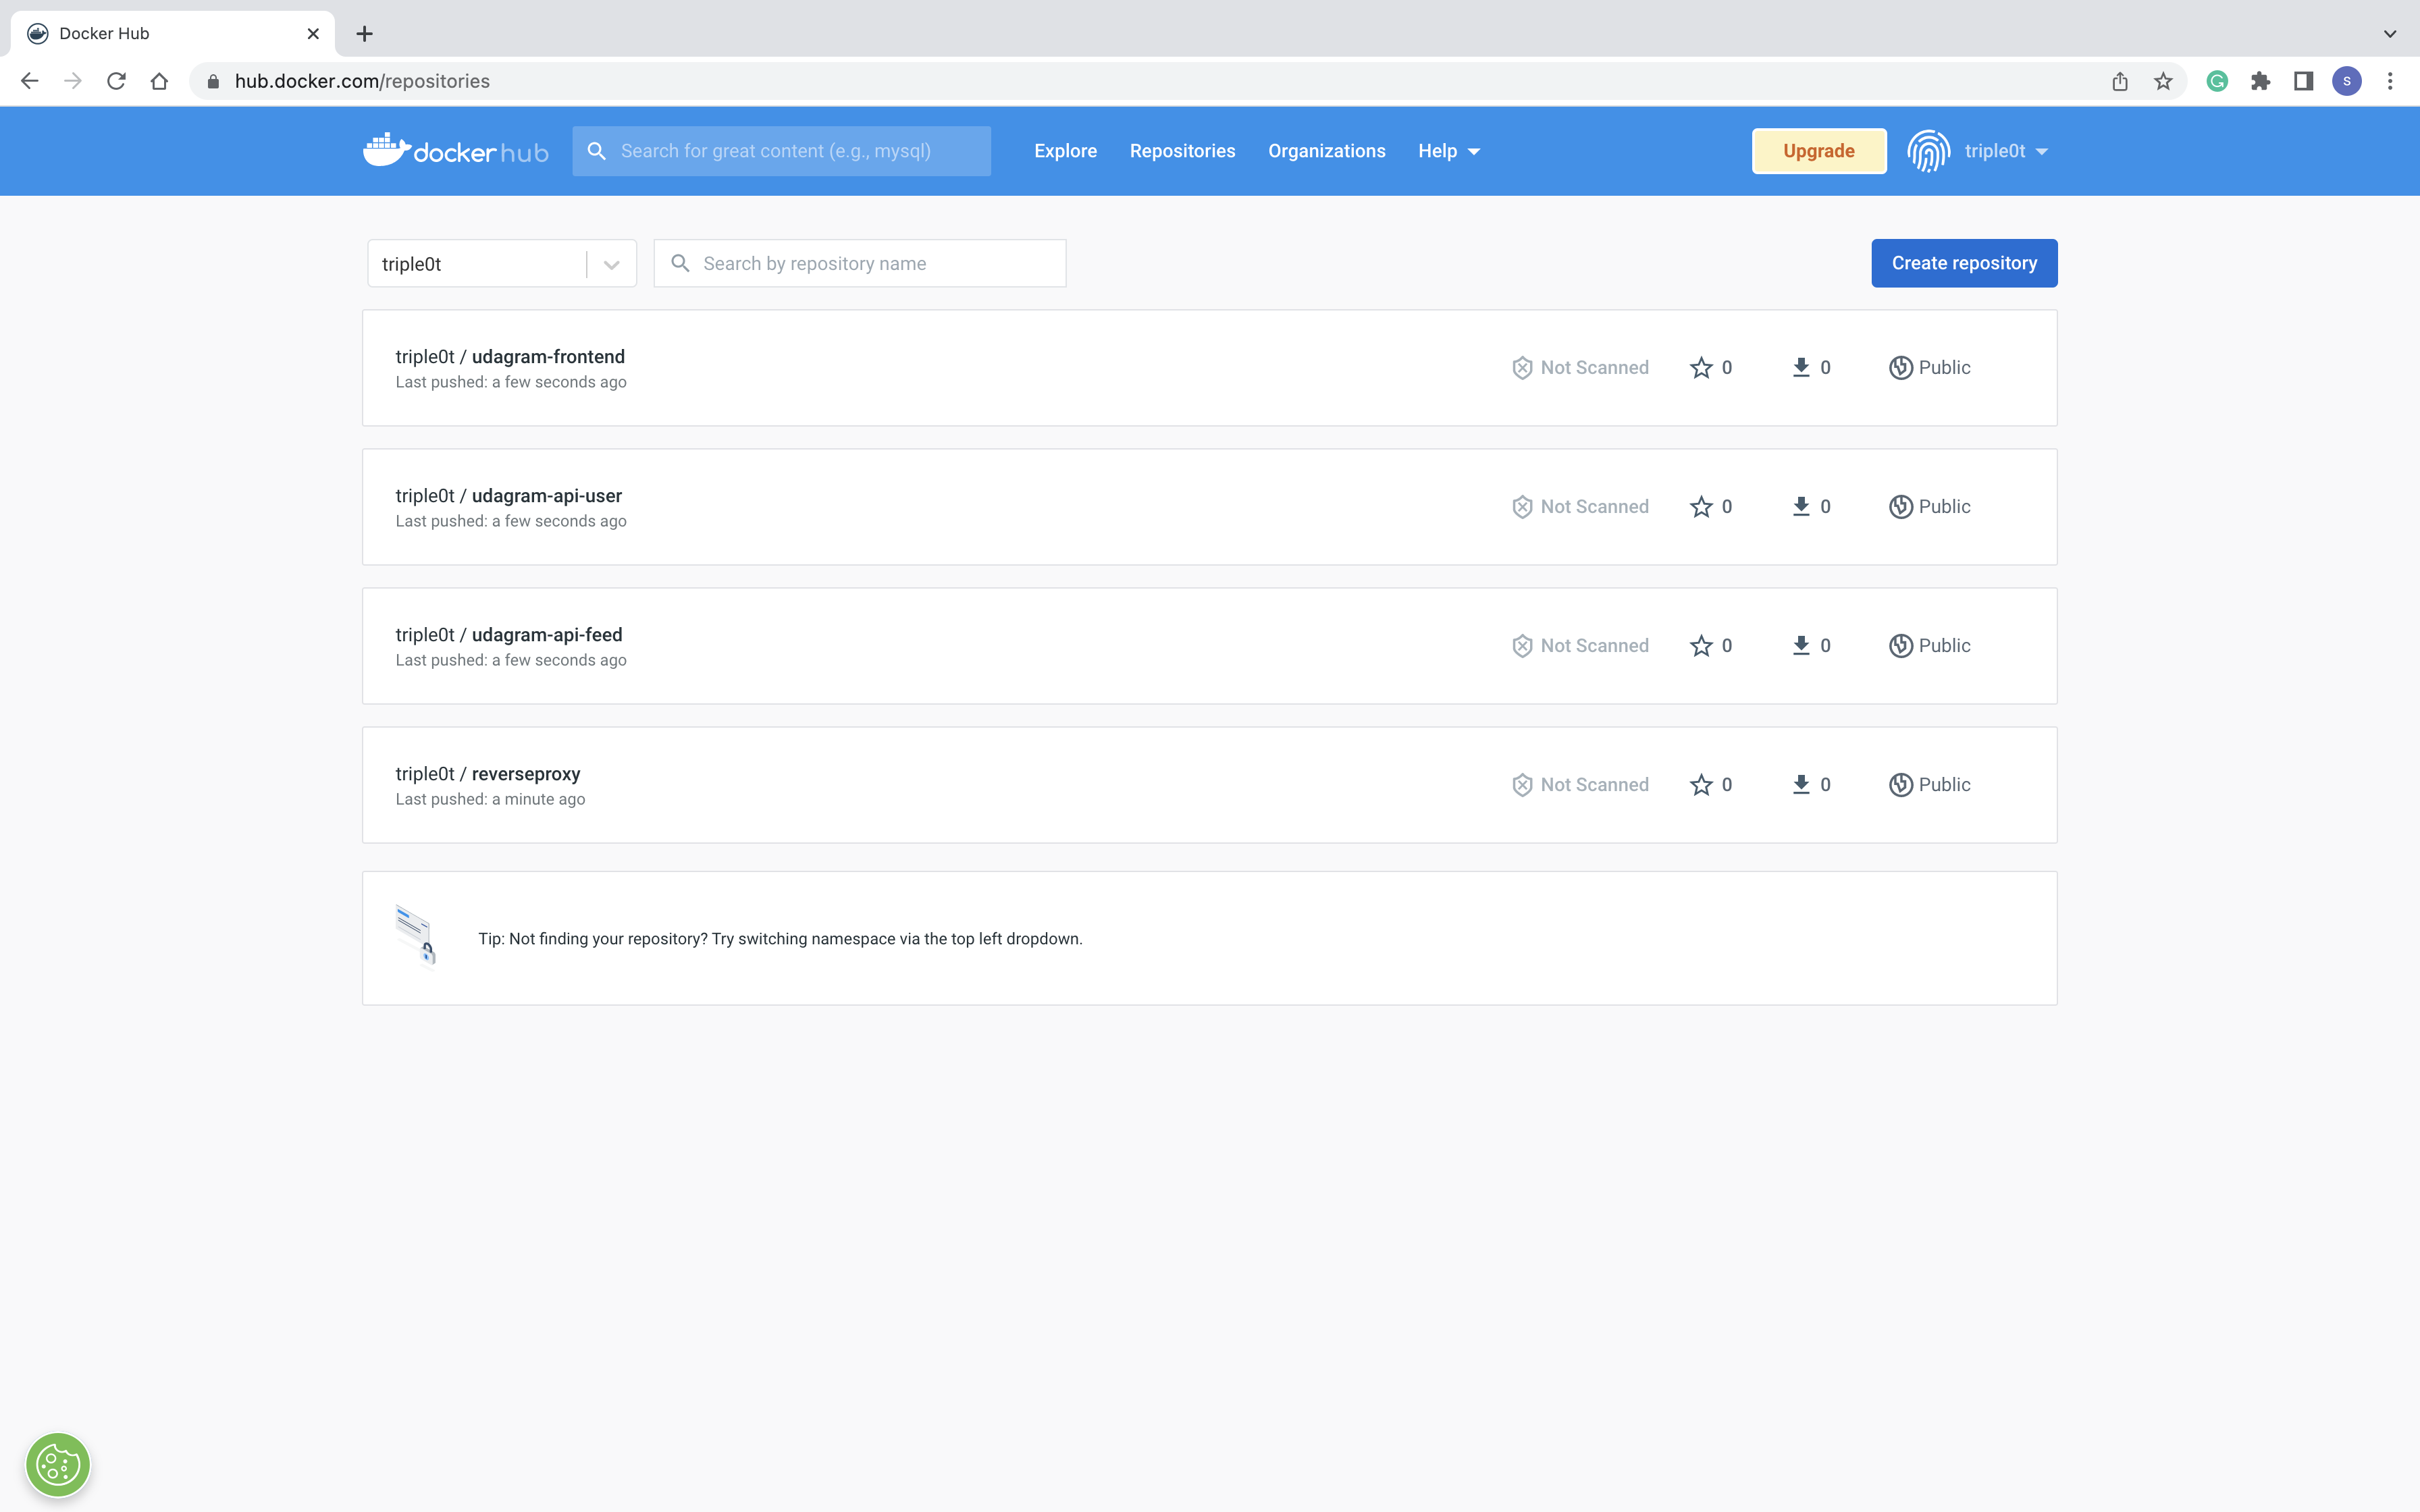 Docker Hub
hub.docker.com/repositories
S
docker hub
Search for great content (e.g., mysql)
Explore
Repositories
Organizations
Help
Upgrade
triple0t
triple0t
Search by repository name
Create repository
triple0t / udagram-frontend
Last pushed: a few seconds ago
Not Scanned
0
0
Public
triple0t / udagram-api-user
Last pushed: a few seconds ago
Not Scanned
0
0
Public
triple0t / udagram-api-feed
Last pushed: a few seconds ago
Not Scanned
0
0
Public
triple0t / reverseproxy
Last pushed: a minute ago
Not Scanned
0
0
Public
Tip: Not finding your repository? Try switching namespace via the top left dropdown.